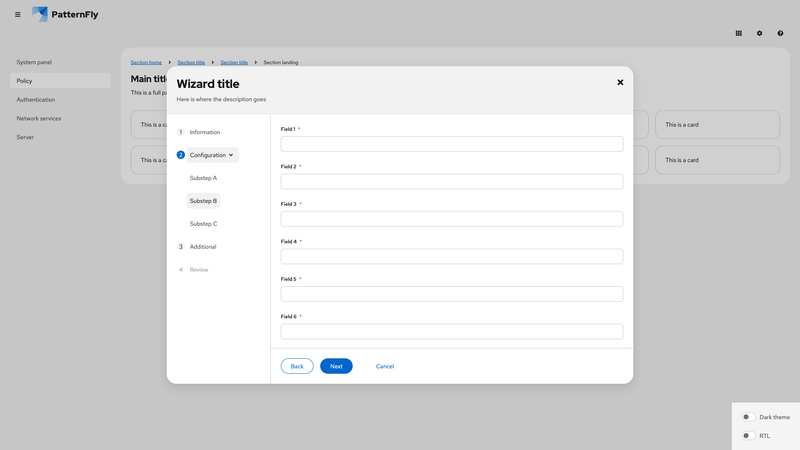 PatternFly
System panel
Policy
Authentication
Network services
Server
Section home
Section title
Section title
Section landing
Main titl
This is a full pa
This is a ca
This is a ca
This is a card
This is a card
Wizard title
Here is where the description goes
1 Information
2 Configuration
Substep A
Substep B
Substep C
3 Additional
4 Review
Field 1 *
Field 2 *
Field 3 *
Field 4 *
Field 5 *
Field 6 *
Back
Next
Cancel
Dark theme
RTL